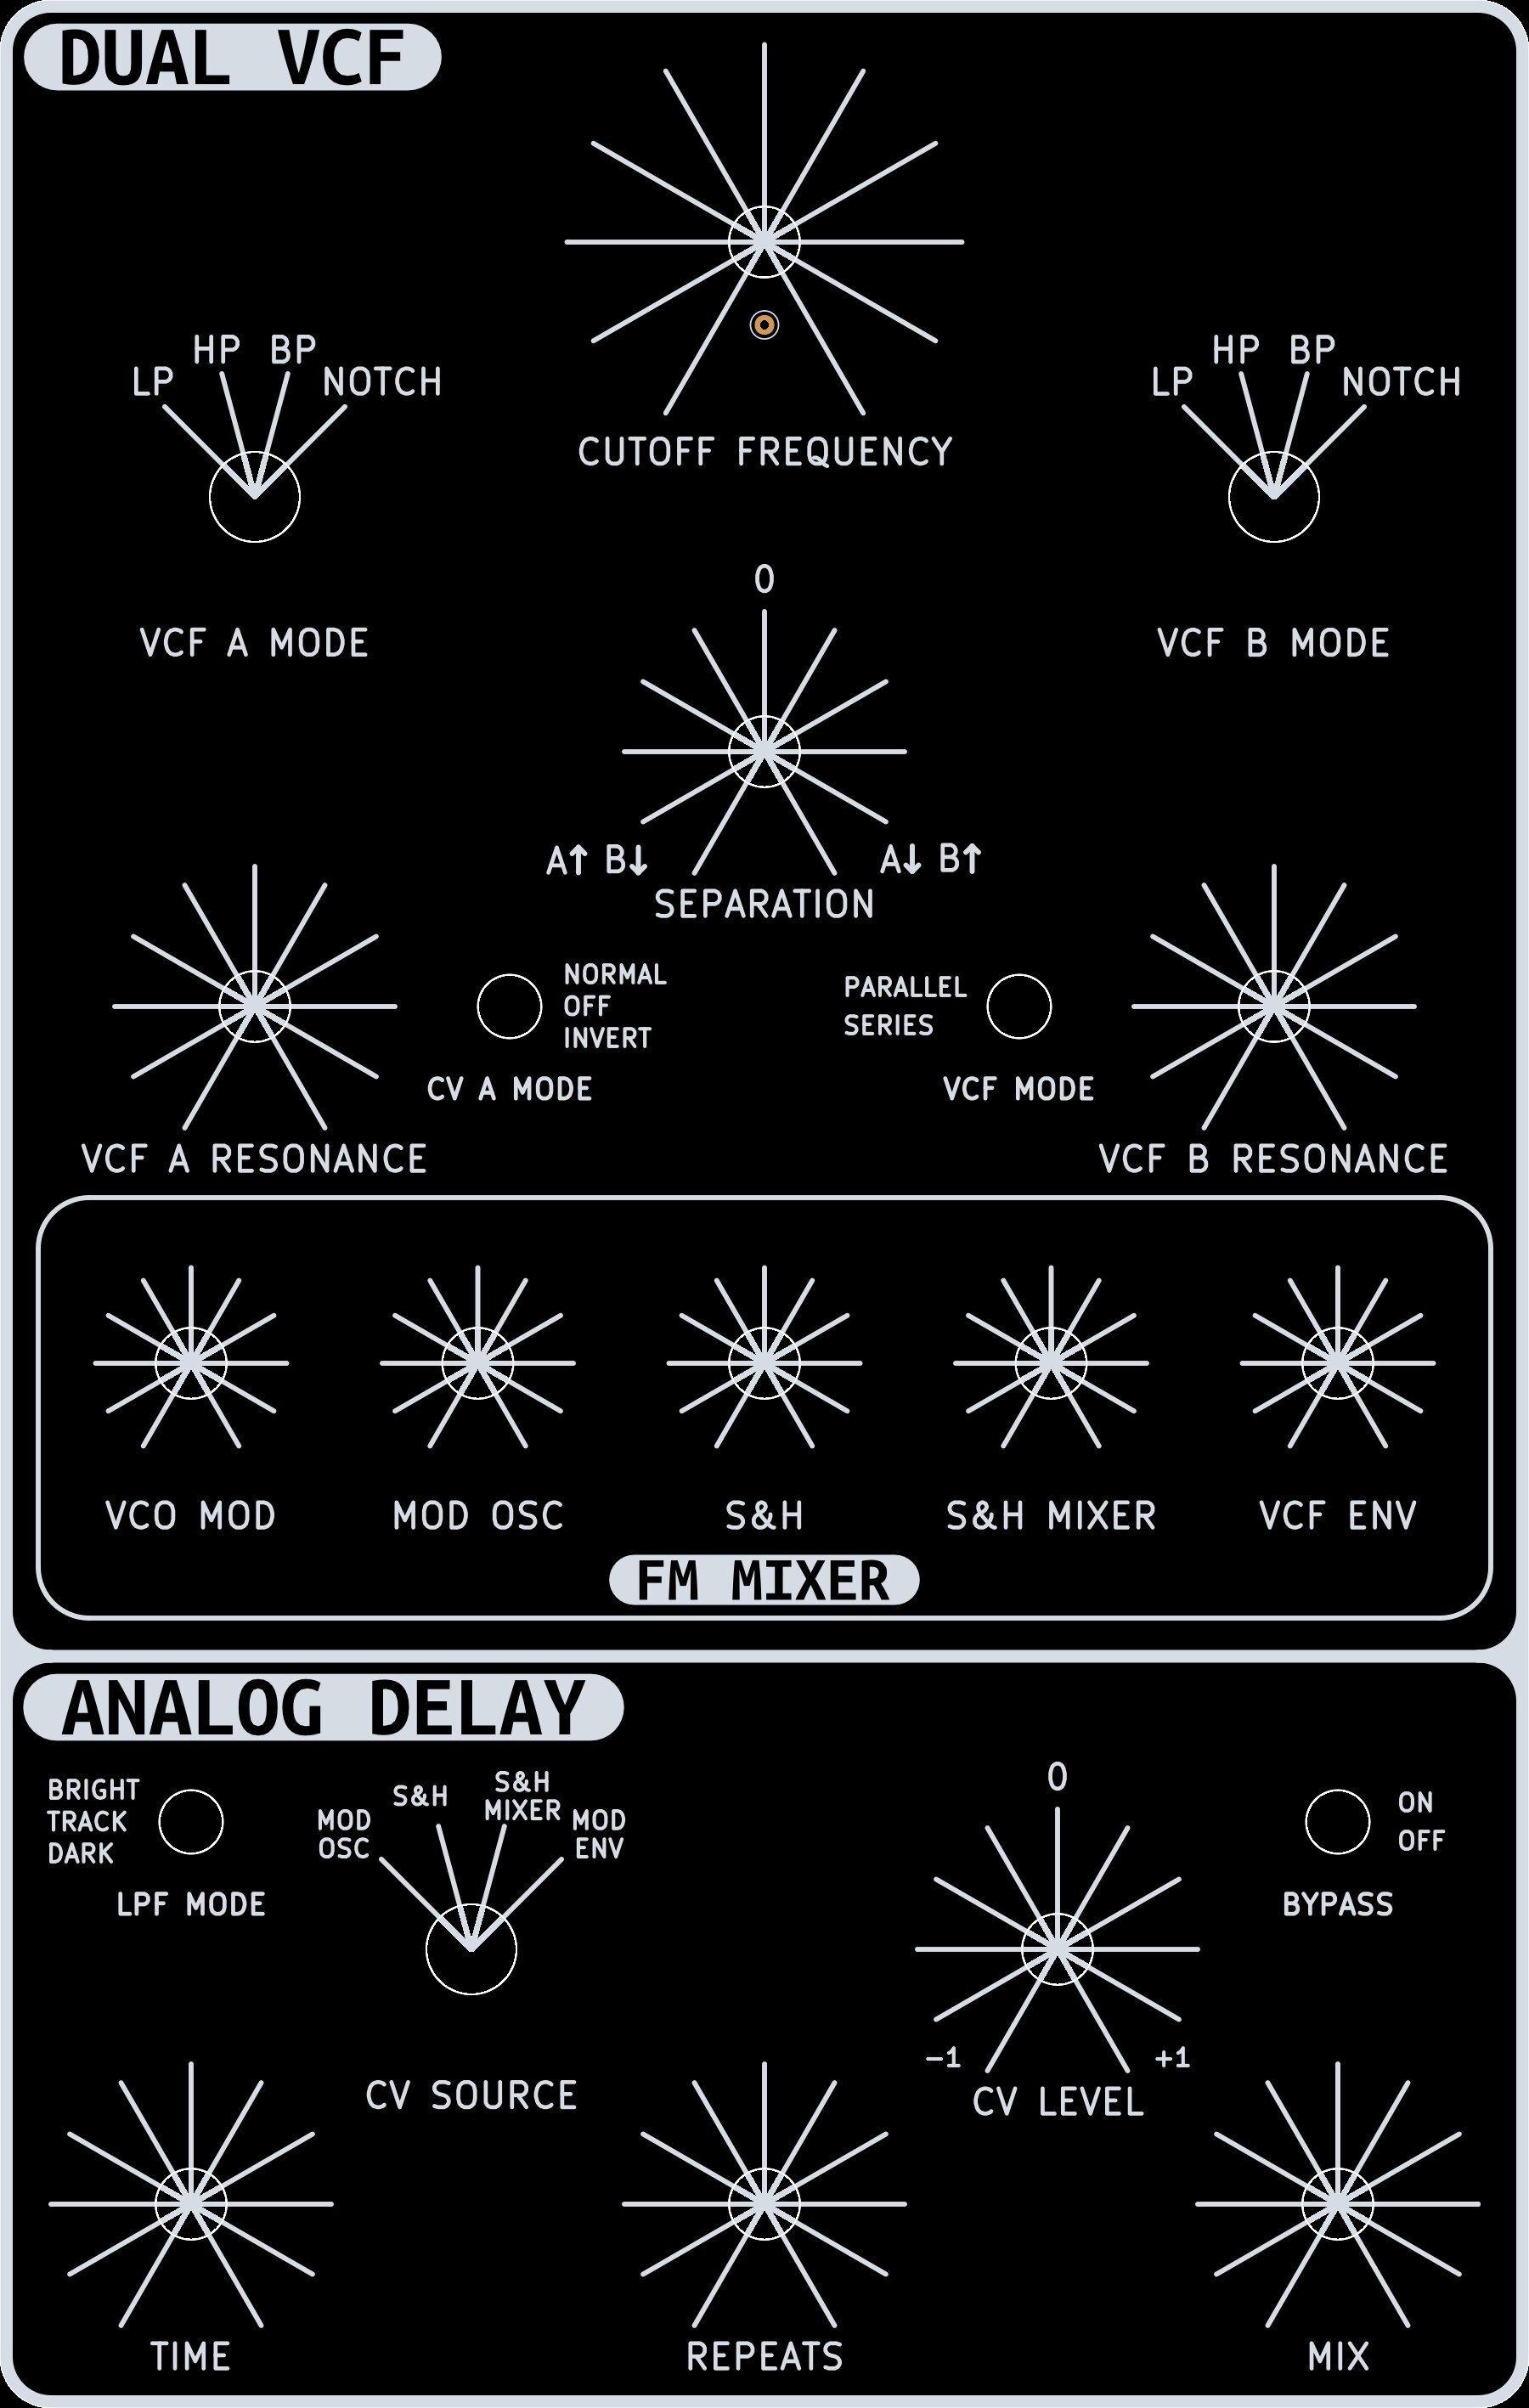 DUAL VCF
LP HP BP NOTCH
VCF A MODE
CUTOFF FREQUENCY
LP HP BP NOTCH
VCF B MODE
0
A↑ B↓
A↓ B↑
SEPARATION
VCF A RESONANCE
NORMAL
OFF
INVERT
CV A MODE
PARALLEL
SERIES
VCF MODE
VCF B RESONANCE
VCO MOD
MOD OSC
S&H
S&H MIXER
VCF ENV
FM MIXER
ANALOG DELAY
BRIGHT
TRACK
DARK
LPF MODE
MOD
OSC
S&H
S&H
MIXER
MOD
ENV
CV SOURCE
0
-1
+1
CV LEVEL
ON
OFF
BYPASS
TIME
REPEATS
MIX